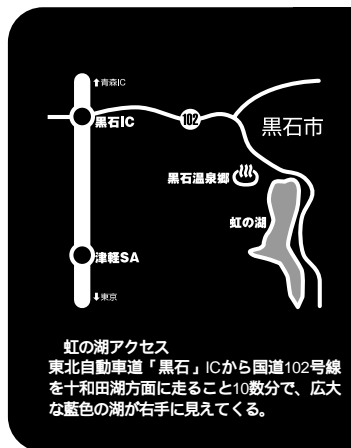 ↑青森IC
黒石IC
102
黒石市
黒石温泉郷
虹の湖
津軽SA
↓東京
虹の湖アクセス
東北自動車道「黒石」ICから国道102号線
を十和田湖方面に走ること10数分で、広大
な藍色の湖が右手に見えてくる。